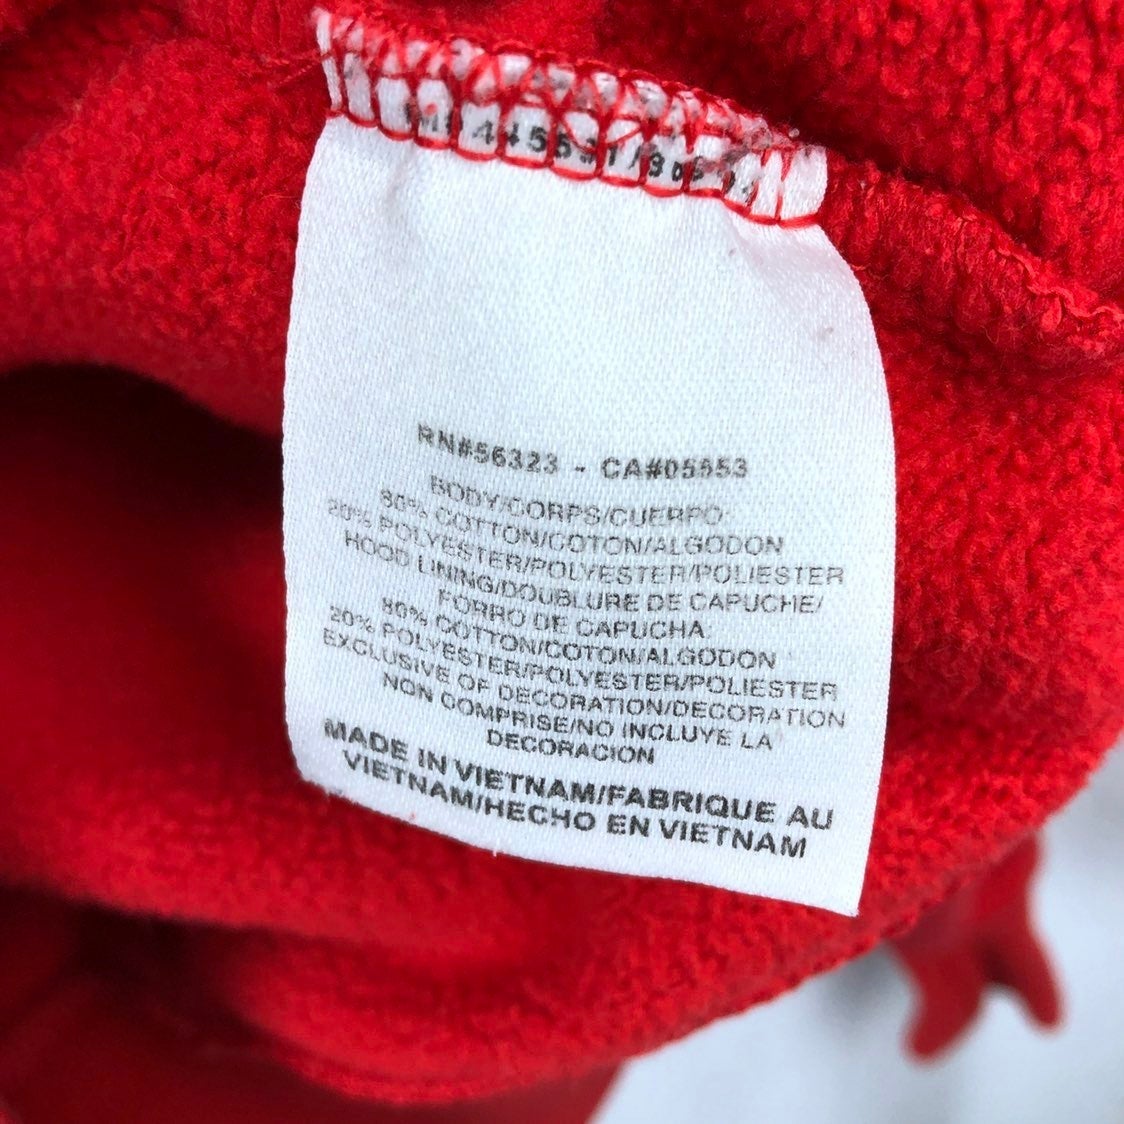 RN#56323 - CA#05553
BODY/CORPS/CUERPO:
80% COTTON/COTON/ALGODON
20% POLYESTER/POLYESTER/POLIESTER
HOOD LINING/DOUBLURE DE CAPUCHE/
FORRO DE CAPUCHA
80% COTTON/COTON/ALGODON
20% POLYESTER/POLYESTER/POLIESTER
EXCLUSIVE OF DECORATION/DECORATION
NON COMPRISE/NO INCLUYE LA
DECORACION
MADE IN VIETNAM/FABRIQUE AU
VIETNAM/HECHO EN VIETNAM